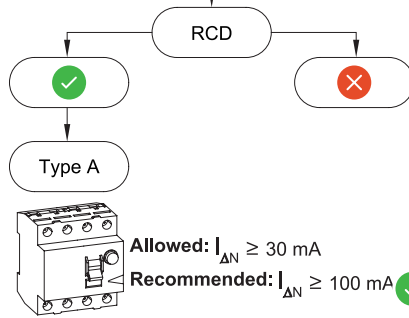 RCD
Type A
Allowed: IΔN ≥ 30 mA
Recommended: IΔN ≥ 100 mA